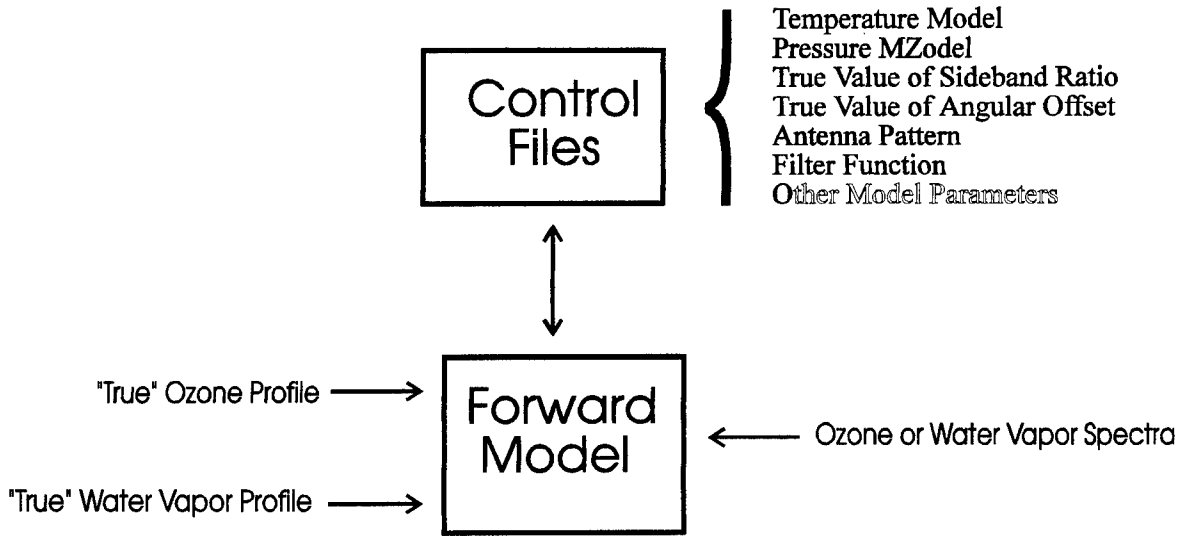 Control
Files
Temperature Model
Pressure MZodel
True Value of Sideband Ratio
True Value of Angular Offset
Antenna Pattern
Filter Function
Other Model Parameters
"True" Ozone Profile
"True" Water Vapor Profile
Forward
Model
Ozone or Water Vapor Spectra